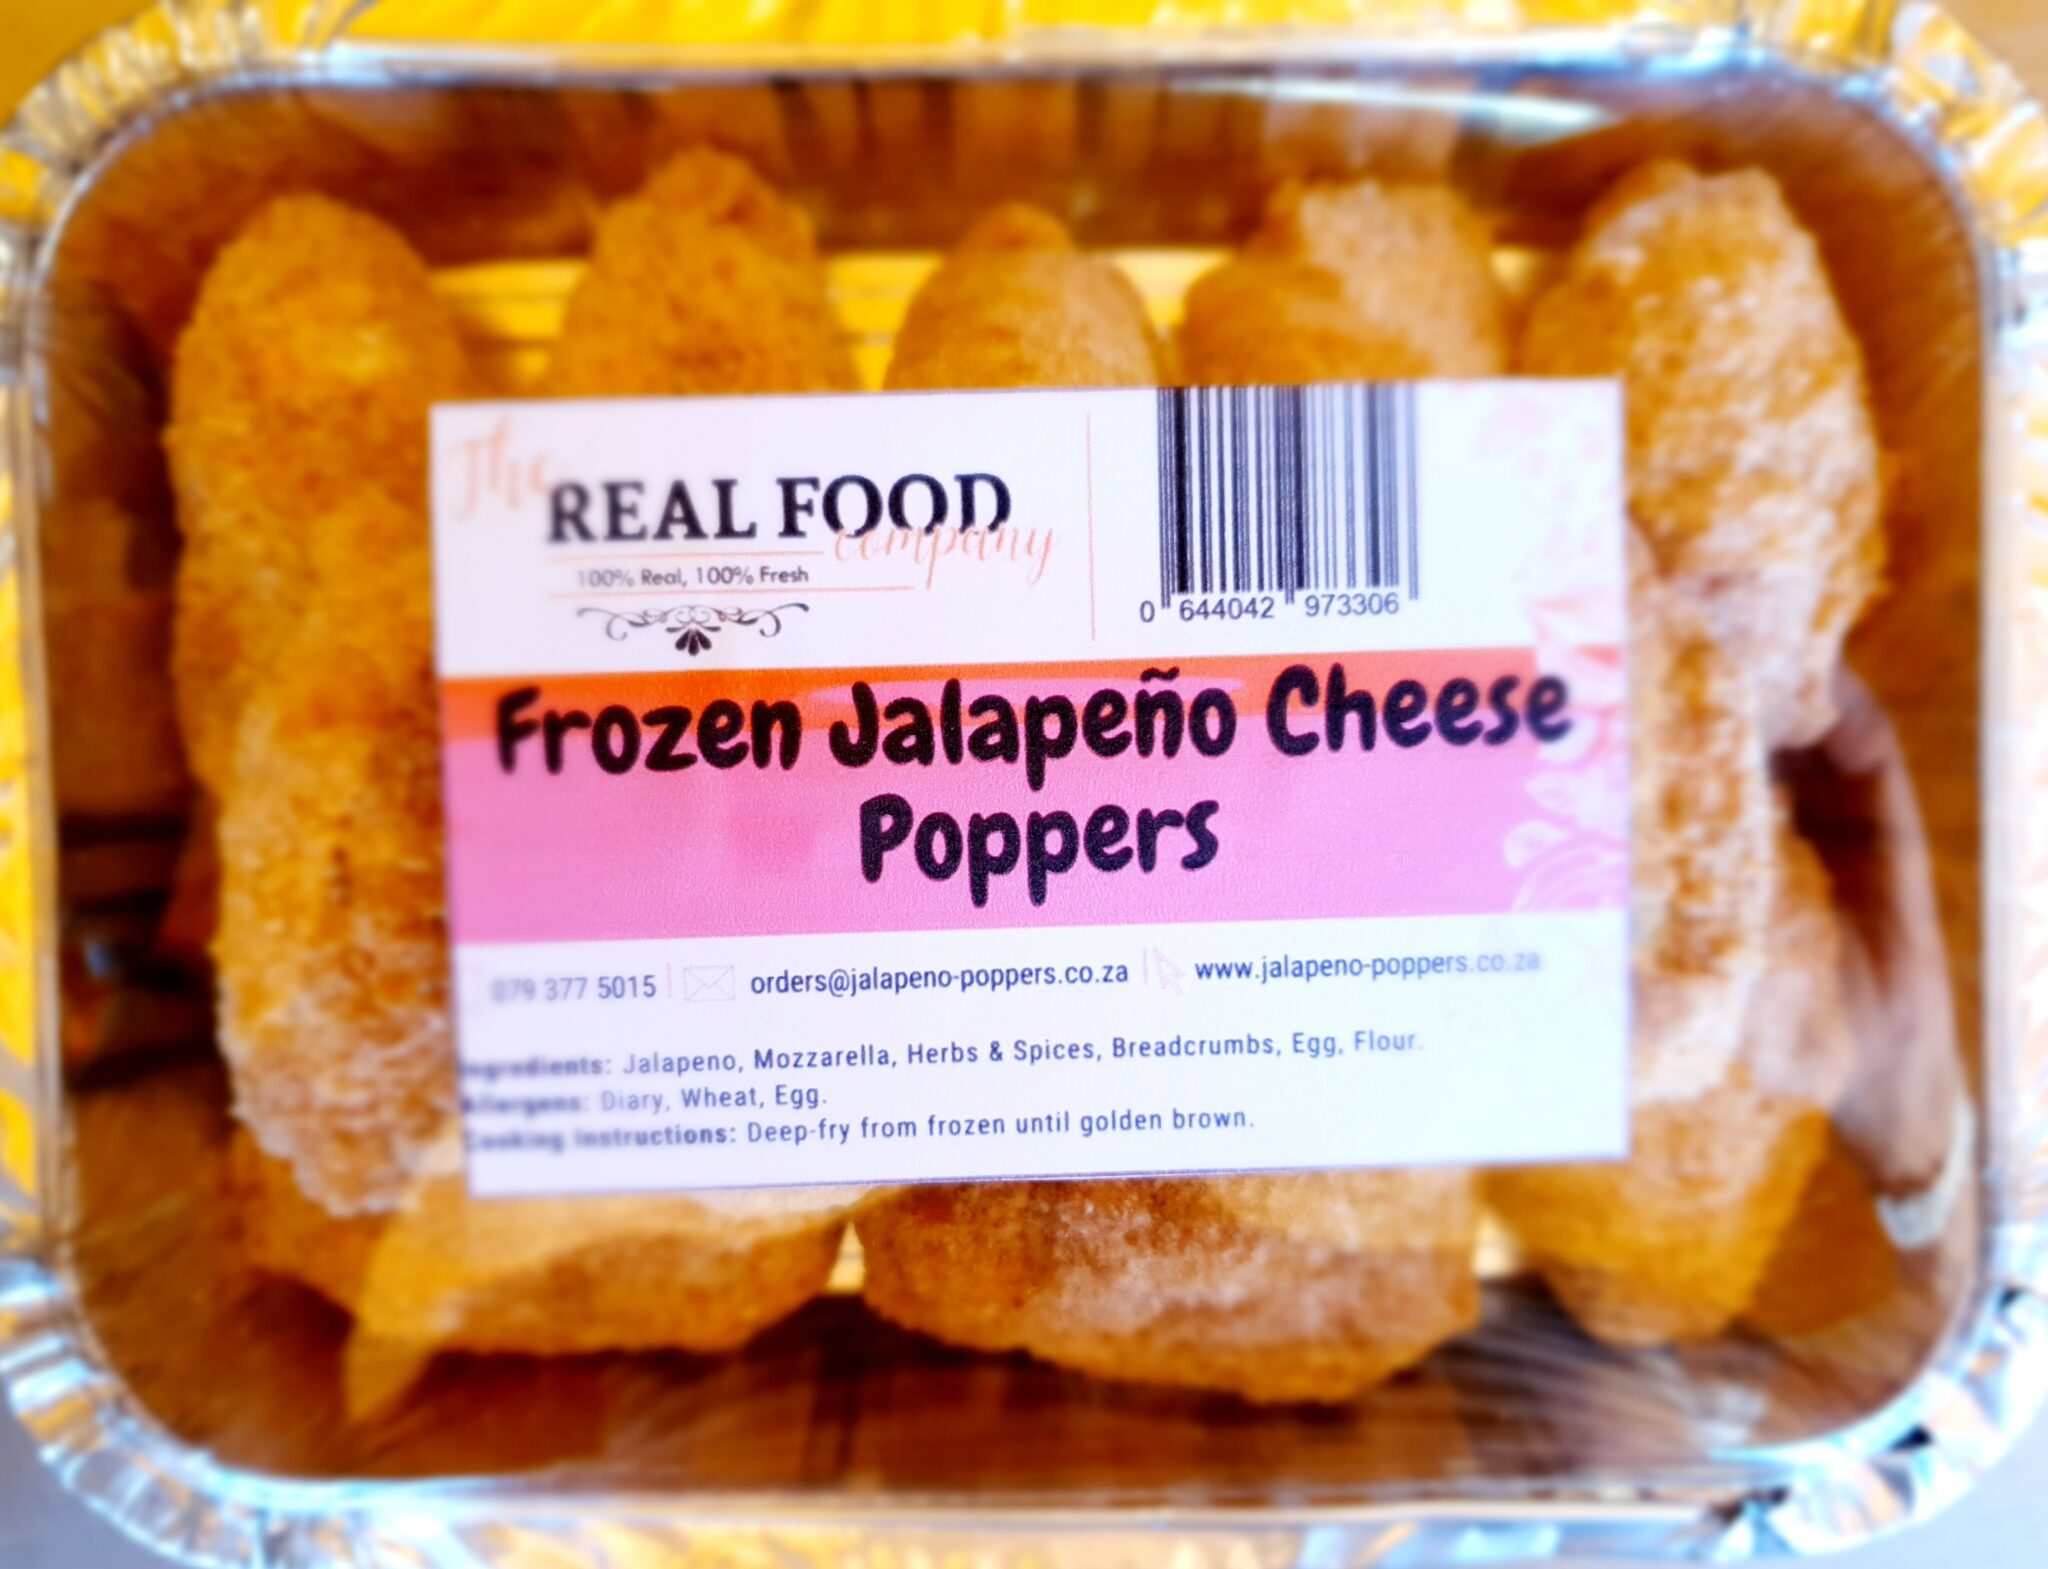 The
REAL FOOD
company
100% Real, 100% Fresh
0 644042 973306
Frozen Jalapeño Cheese
Poppers
079 377 5015 orders@jalapeno-poppers.co.za www.jalapeno-poppers.co.za
Ingredients: Jalapeno, Mozzarella, Herbs & Spices, Breadcrumbs, Egg, Flour.
Allergens: Diary, Wheat, Egg.
Cooking instructions: Deep-fry from frozen until golden brown.